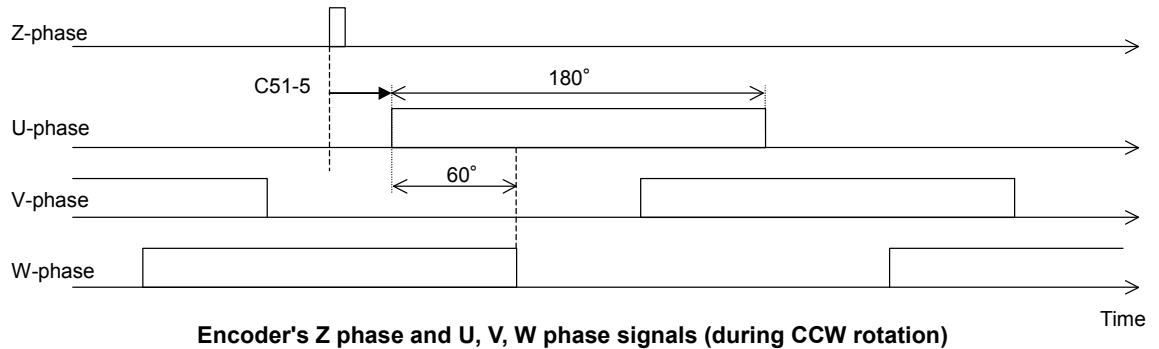 Z-phase
C51-5
180°
U-phase
60°
V-phase
W-phase
Time
Encoder's Z phase and U, V, W phase signals (during CCW rotation)